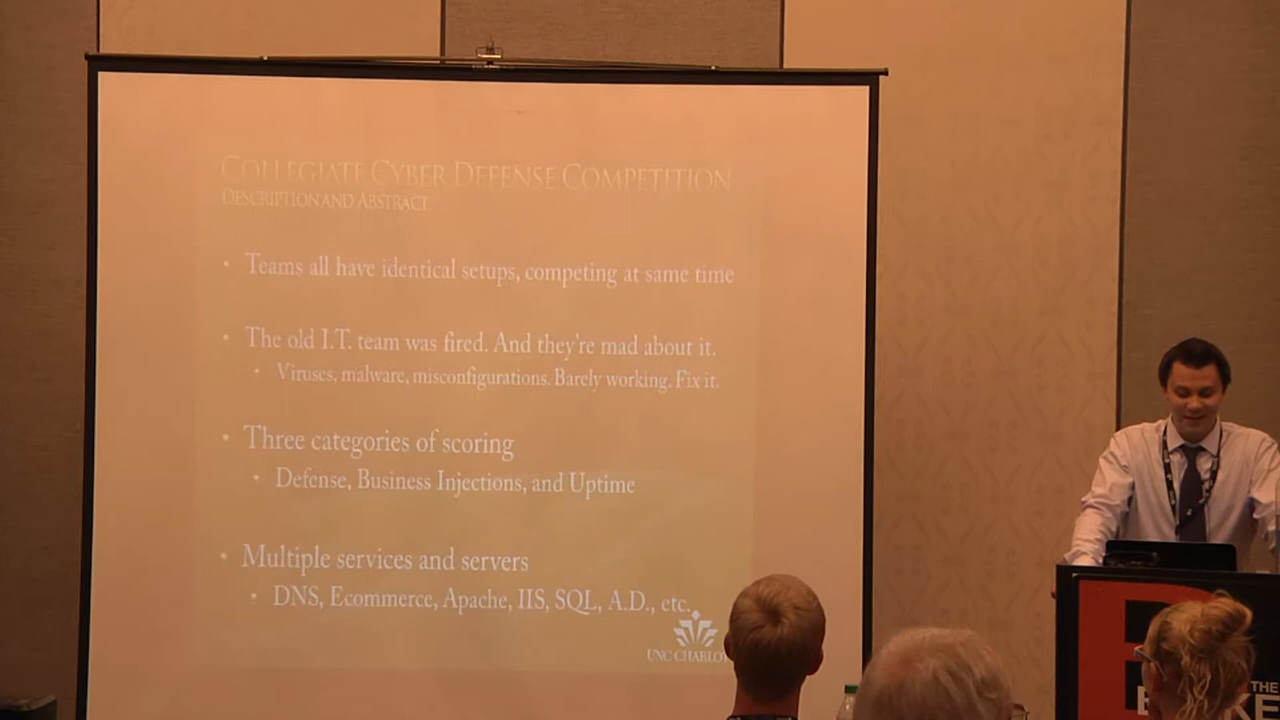 COLLEGIATE CYBER DEFENSE COMPETITION
DESCRIPTION AND ABSTRACT
• Teams all have identical setups, competing at same time
• The old I.T. team was fired. And they're mad about it.
• Viruses, malware, misconfigurations. Barely working. Fix it.
• Three categories of scoring
• Defense, Business Injections, and Uptime
• Multiple services and servers
• DNS, Ecommerce, Apache, IIS, SQL, A.D., etc.
UNC
THE